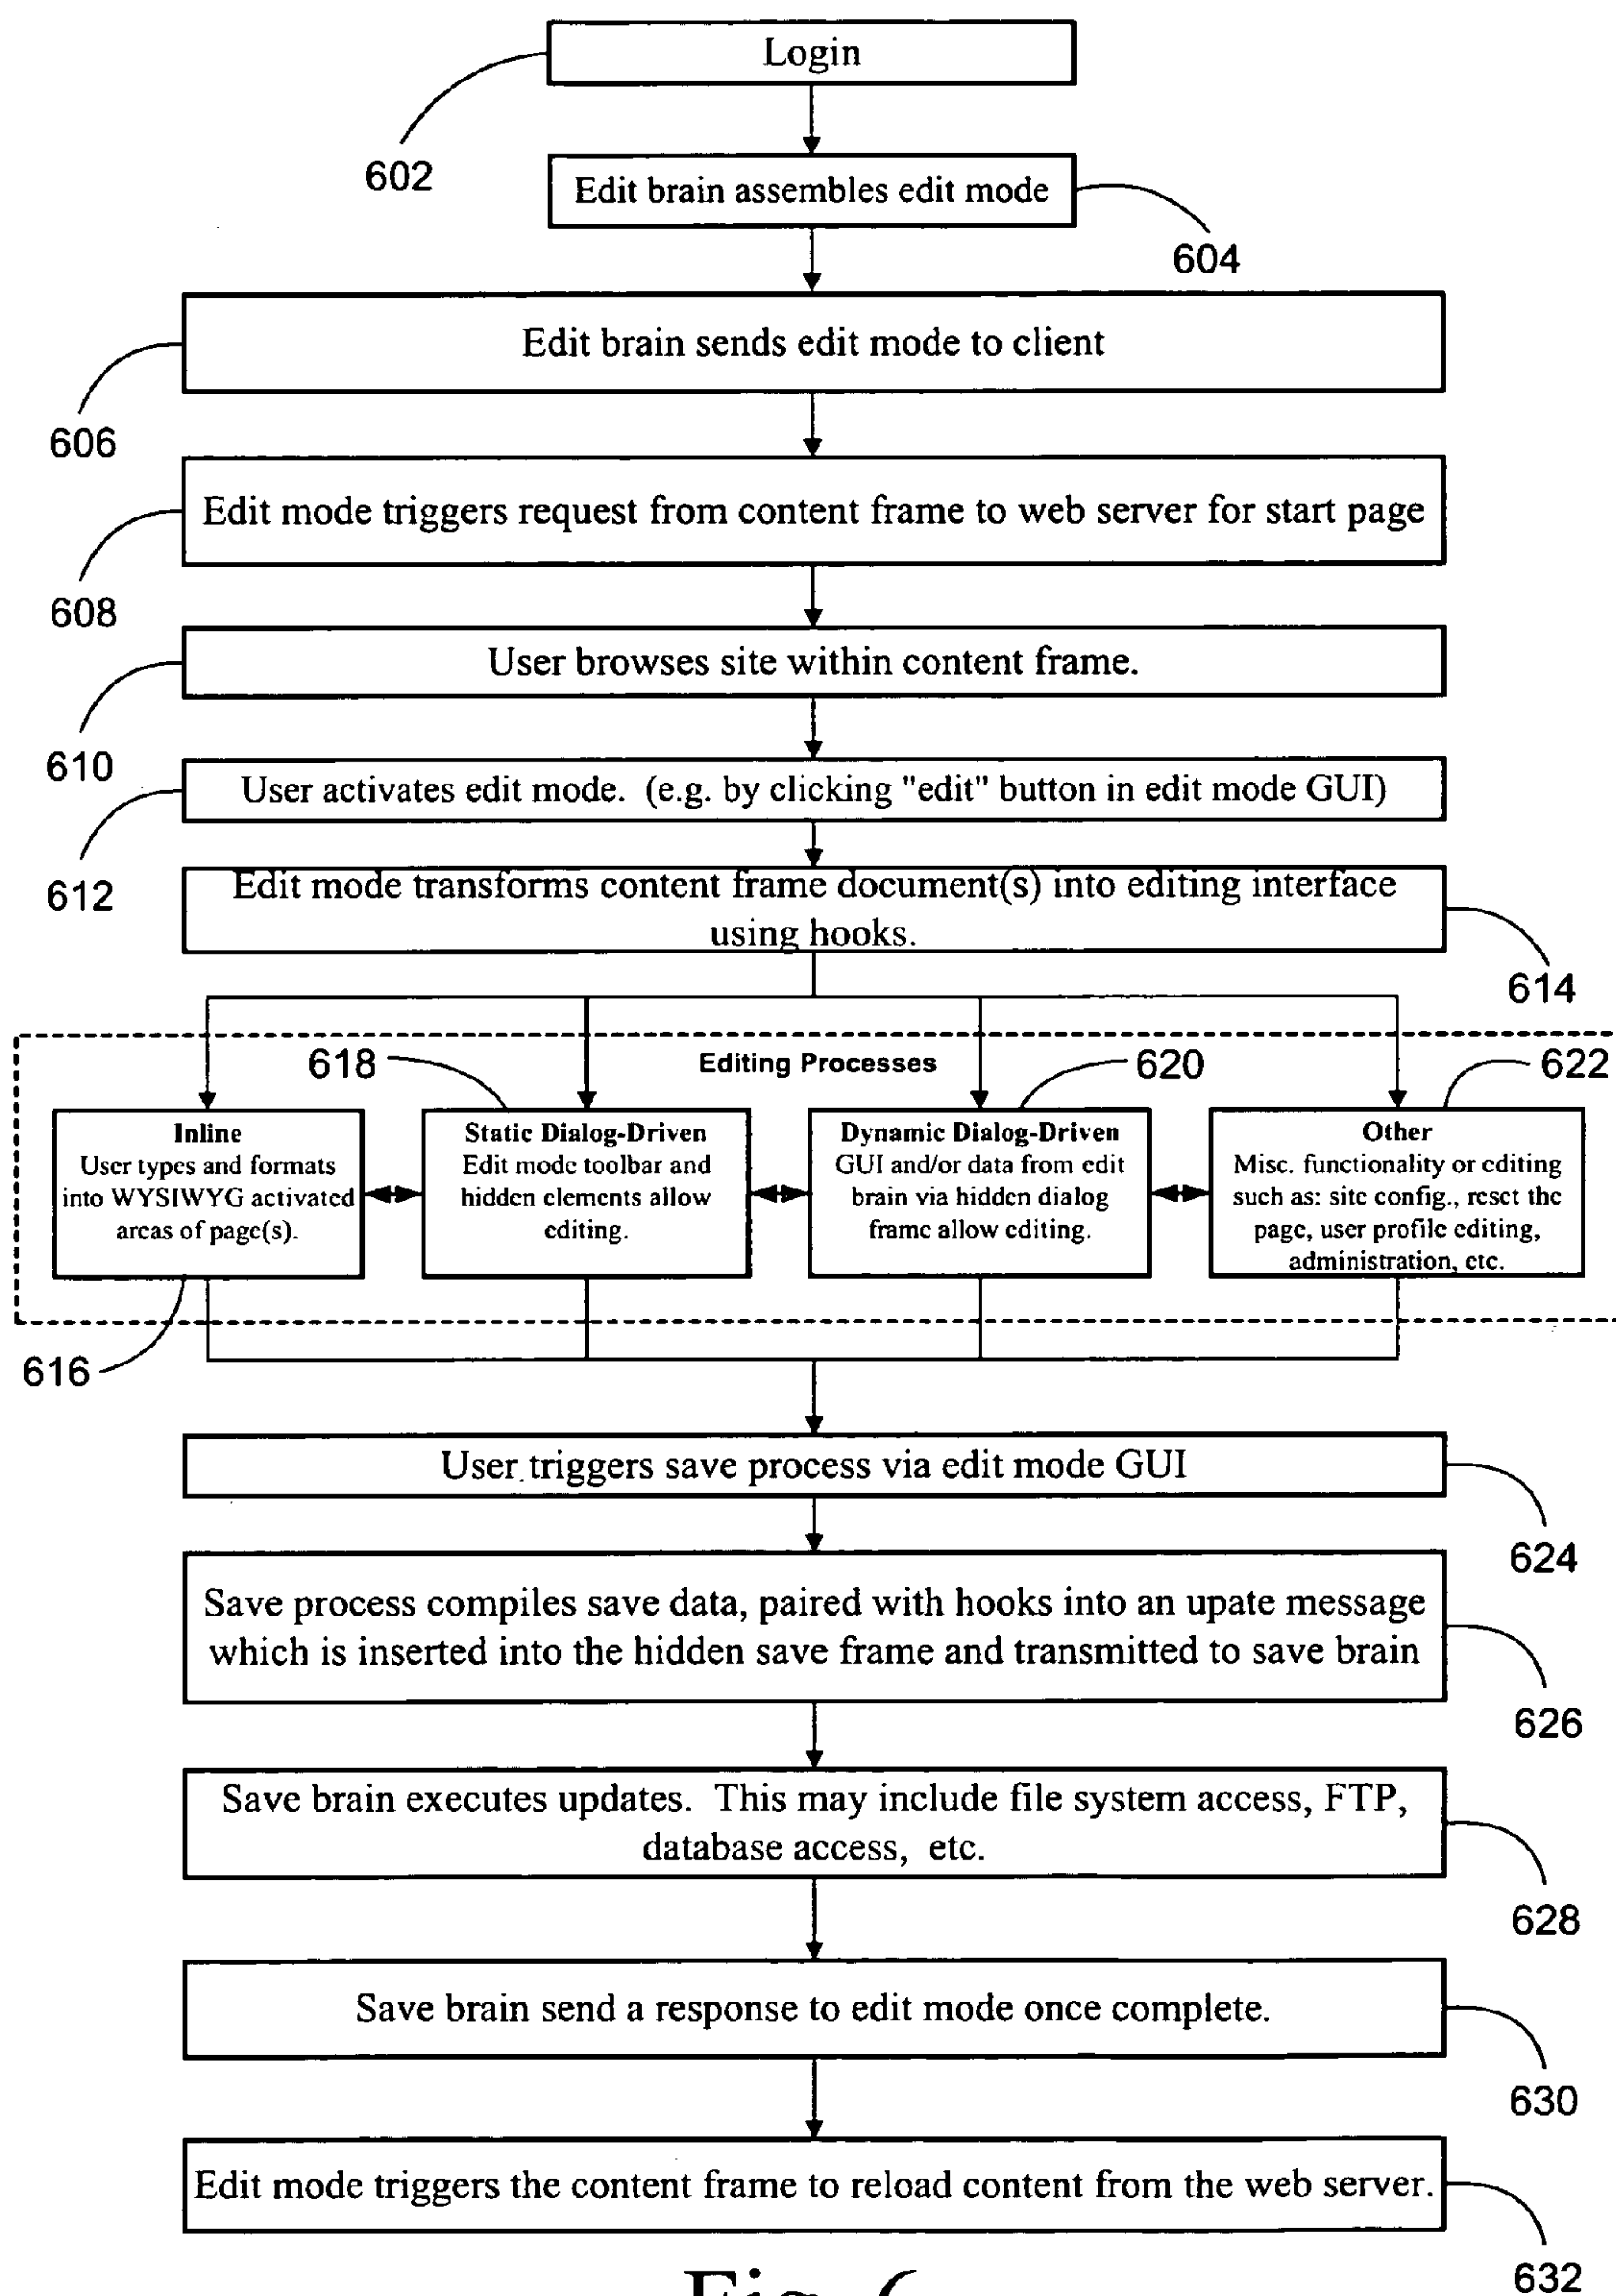 Login
602
Edit brain assembles edit mode
604
Edit brain sends edit mode to client
606
Edit mode triggers request from content frame to web server for start page
608
User browses site within content frame.
610
User activates edit mode. (e.g. by clicking "edit" button in edit mode GUI)
612
Edit mode transforms content frame document(s) into editing interface
using hooks.
614
618
Editing Processes
620
622
Inline
User types and formats
into WYSIWYG activated
areas of page(s).
Static Dialog-Driven
Edit mode toolbar and
hidden elements allow
editing.
Dynamic Dialog-Driven
GUI and/or data from edit
brain via hidden dialog
frame allow editing.
Other
Misc. functionality or editing
such as: site config., reset the
page, user profile editing,
administration, etc.
616
User triggers save process via edit mode GUI
624
Save process compiles save data, paired with hooks into an upate message
which is inserted into the hidden save frame and transmitted to save brain
626
Save brain executes updates. This may include file system access, FTP,
database access, etc.
628
Save brain send a response to edit mode once complete.
630
Edit mode triggers the content frame to reload content from the web server.
632
Fig. 6